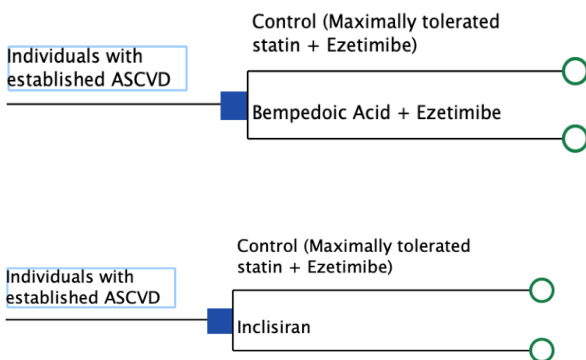 Control (Maximally tolerated
statin + Ezetimibe)
Individuals with
established ASCVD
Bempedoic Acid + Ezetimibe
Control (Maximally tolerated
statin + Ezetimibe)
Individuals with
established ASCVD
Inclisiran